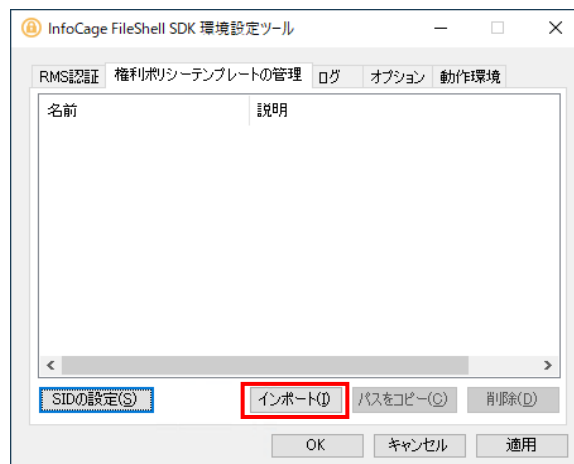 InfoCage FileShell SDK 環境設定ツール
RMS認証 権利ポリシーテンプレートの管理 ログ オプション 動作環境
名前 説明
SIDの設定(S) インポート(I) パスをコピー(C) 削除(D)
OK キャンセル 適用